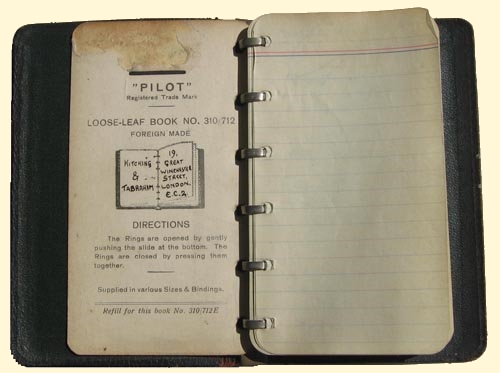 "PILOT"
Registered Trade Mark
LOOSE-LEAF BOOK NO. 310/712
FOREIGN MADE
KITCHING
&
TABRAHAM
19,
GREAT
WINCHESTER
STREET,
LONDON.
E.C.2.
DIRECTIONS
The Rings are opened by gently
pushing the slide at the bottom. The
Rings are closed by pressing them
together.
Supplied in various Sizes & Bindings.
Refill for this book No. 310/712E